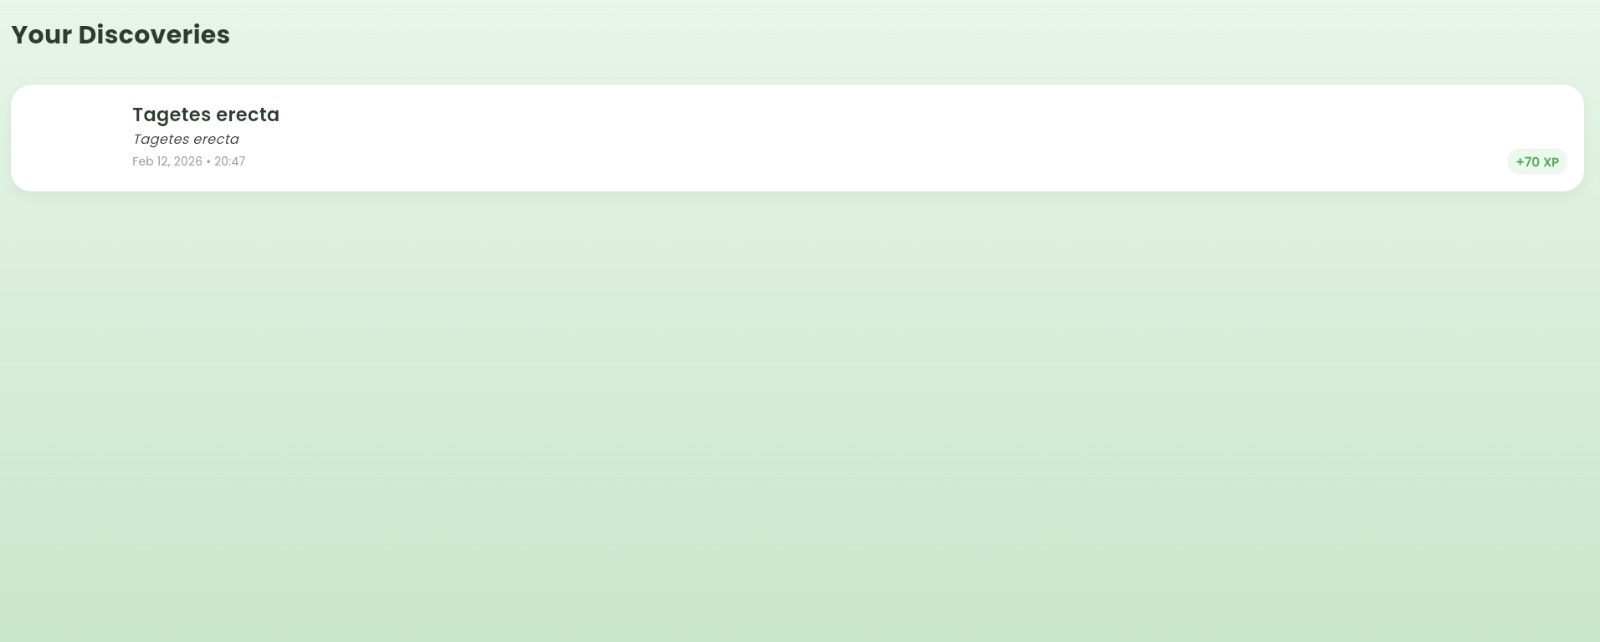 Your Discoveries
Tagetes erecta
Tagetes erecta
Feb 12, 2026 • 20:47
+70 XP